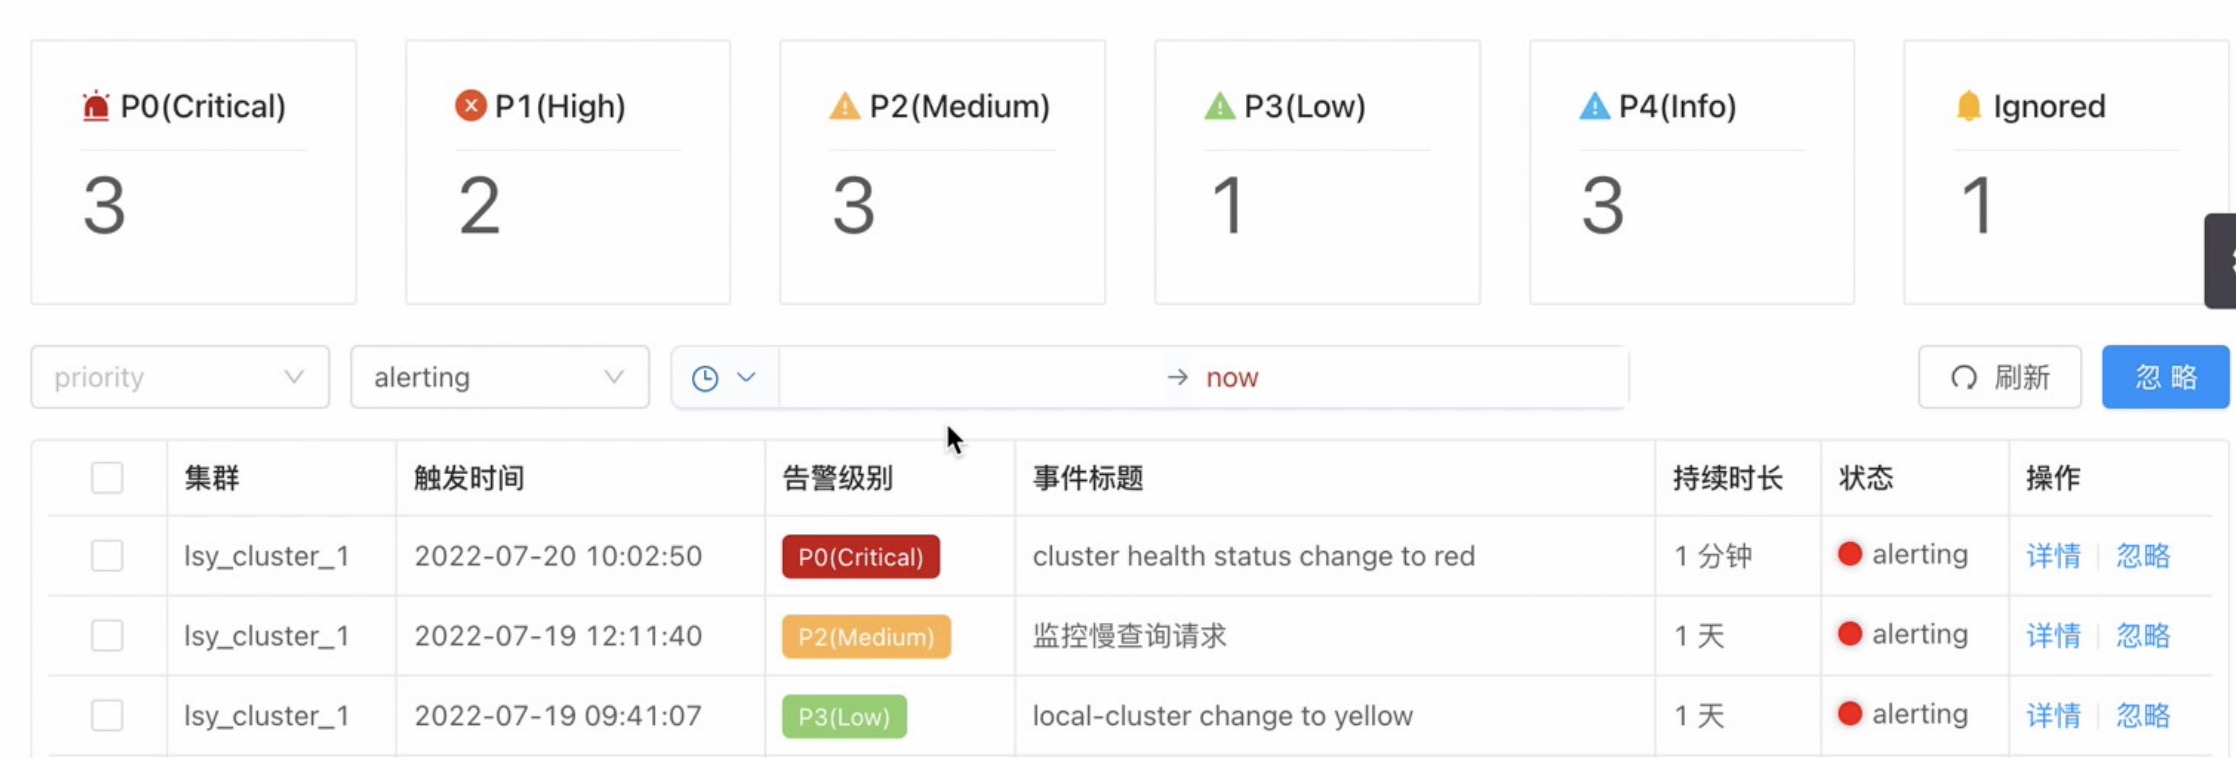 P0(Critical) P1(High) P2(Medium) P3(Low) P4(Info) Ignored
3 2 3 1 3 1
priority alerting → now 刷新 忽略
集群 触发时间 告警级别 事件标题 持续时长 状态 操作
lsy_cluster_1 2022-07-20 10:02:50 P0(Critical) cluster health status change to red 1 分钟 alerting 详情 忽略
lsy_cluster_1 2022-07-19 12:11:40 P2(Medium) 监控慢查询请求 1 天 alerting 详情 忽略
lsy_cluster_1 2022-07-19 09:41:07 P3(Low) local-cluster change to yellow 1 天 alerting 详情 忽略